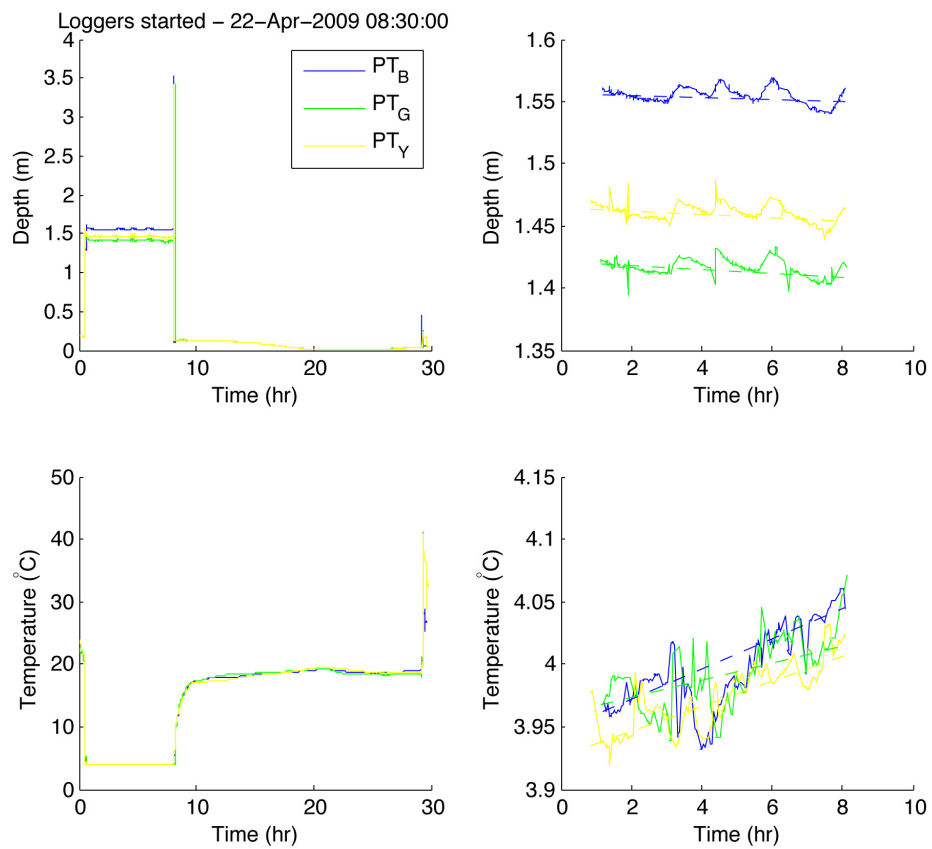 Loggers started – 22–Apr–2009 08:30:00
4
3.5
3
2.5
2
1.5
1
0.5
0
Depth (m)
0 10 20 30
Time (hr)
PT_B
PT_G
PT_Y
1.6
1.55
1.5
1.45
1.4
1.35
Depth (m)
0 2 4 6 8 10
Time (hr)
50
40
30
20
10
0
Temperature (°C)
0 10 20 30
Time (hr)
4.15
4.1
4.05
4
3.95
3.9
Temperature (°C)
0 2 4 6 8 10
Time (hr)